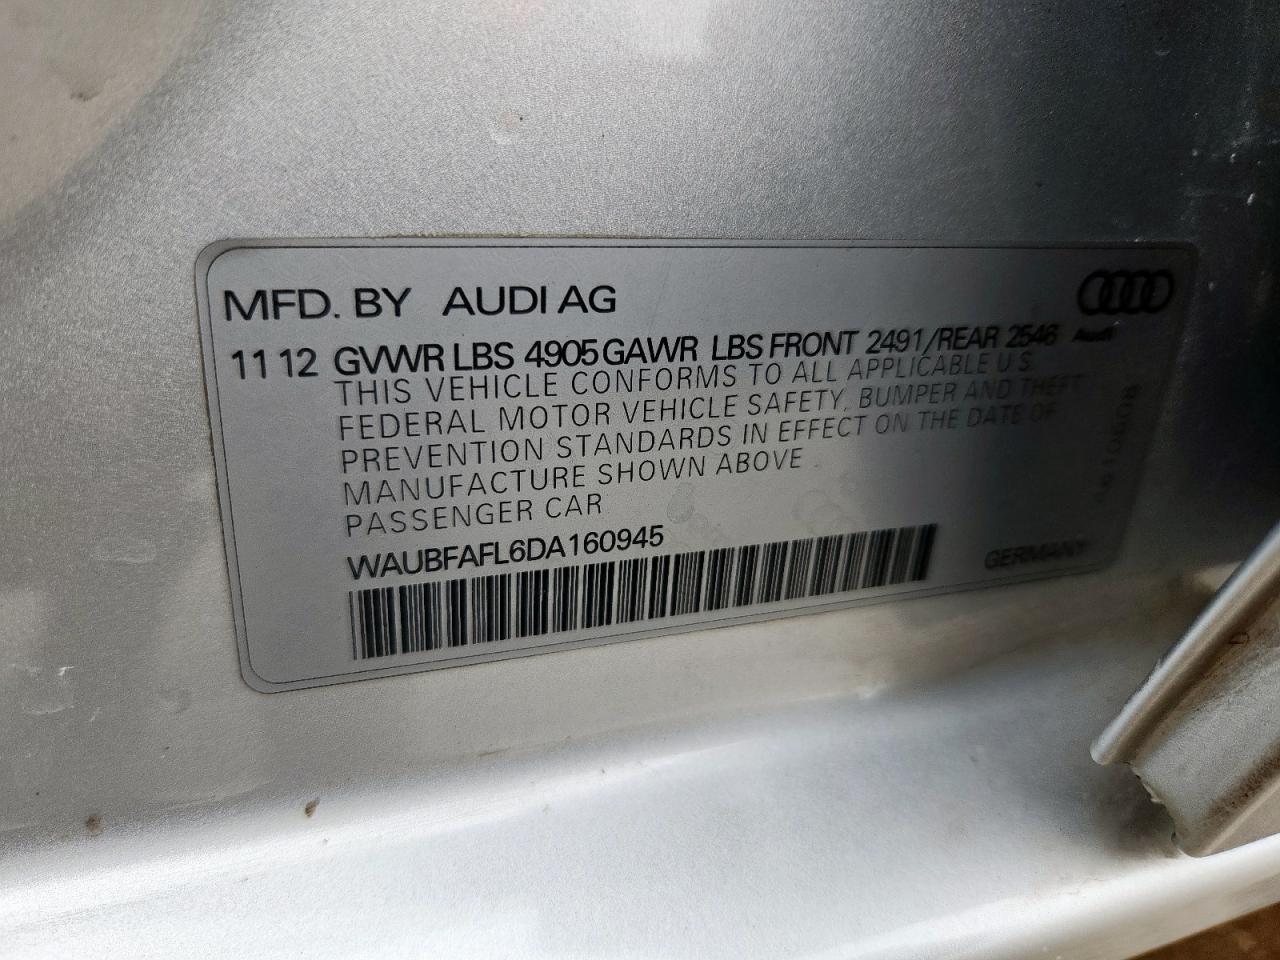 MFD. BY AUDI AG
11 12 GVWR LBS 4905 GAWR LBS FRONT 2491/REAR 2546
Audi
THIS VEHICLE CONFORMS TO ALL APPLICABLE U S
FEDERAL MOTOR VEHICLE SAFETY, BUMPER AND THEFT
PREVENTION STANDARDS IN EFFECT ON THE DATE OF
MANUFACTURE SHOWN ABOVE
PASSENGER CAR
WAUBFAFL6DA160945
GERMANY